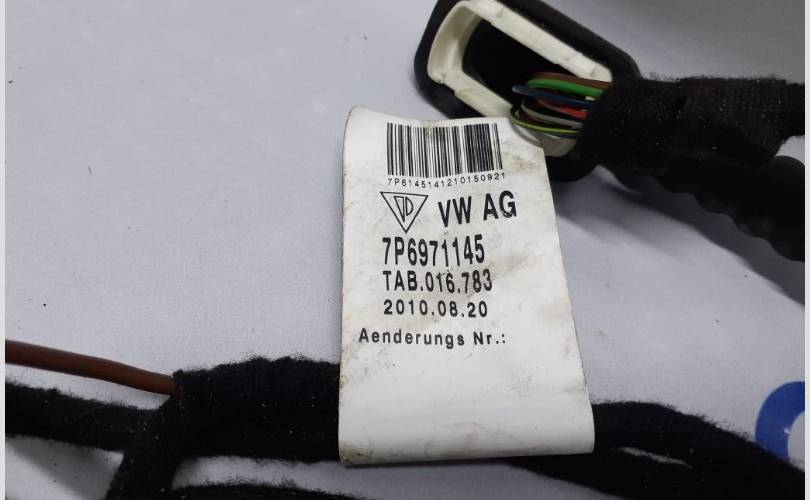 7P6145141210150921
VW AG
7P6971145
TAB.016.783
2010.08.20
Aenderungs Nr.: